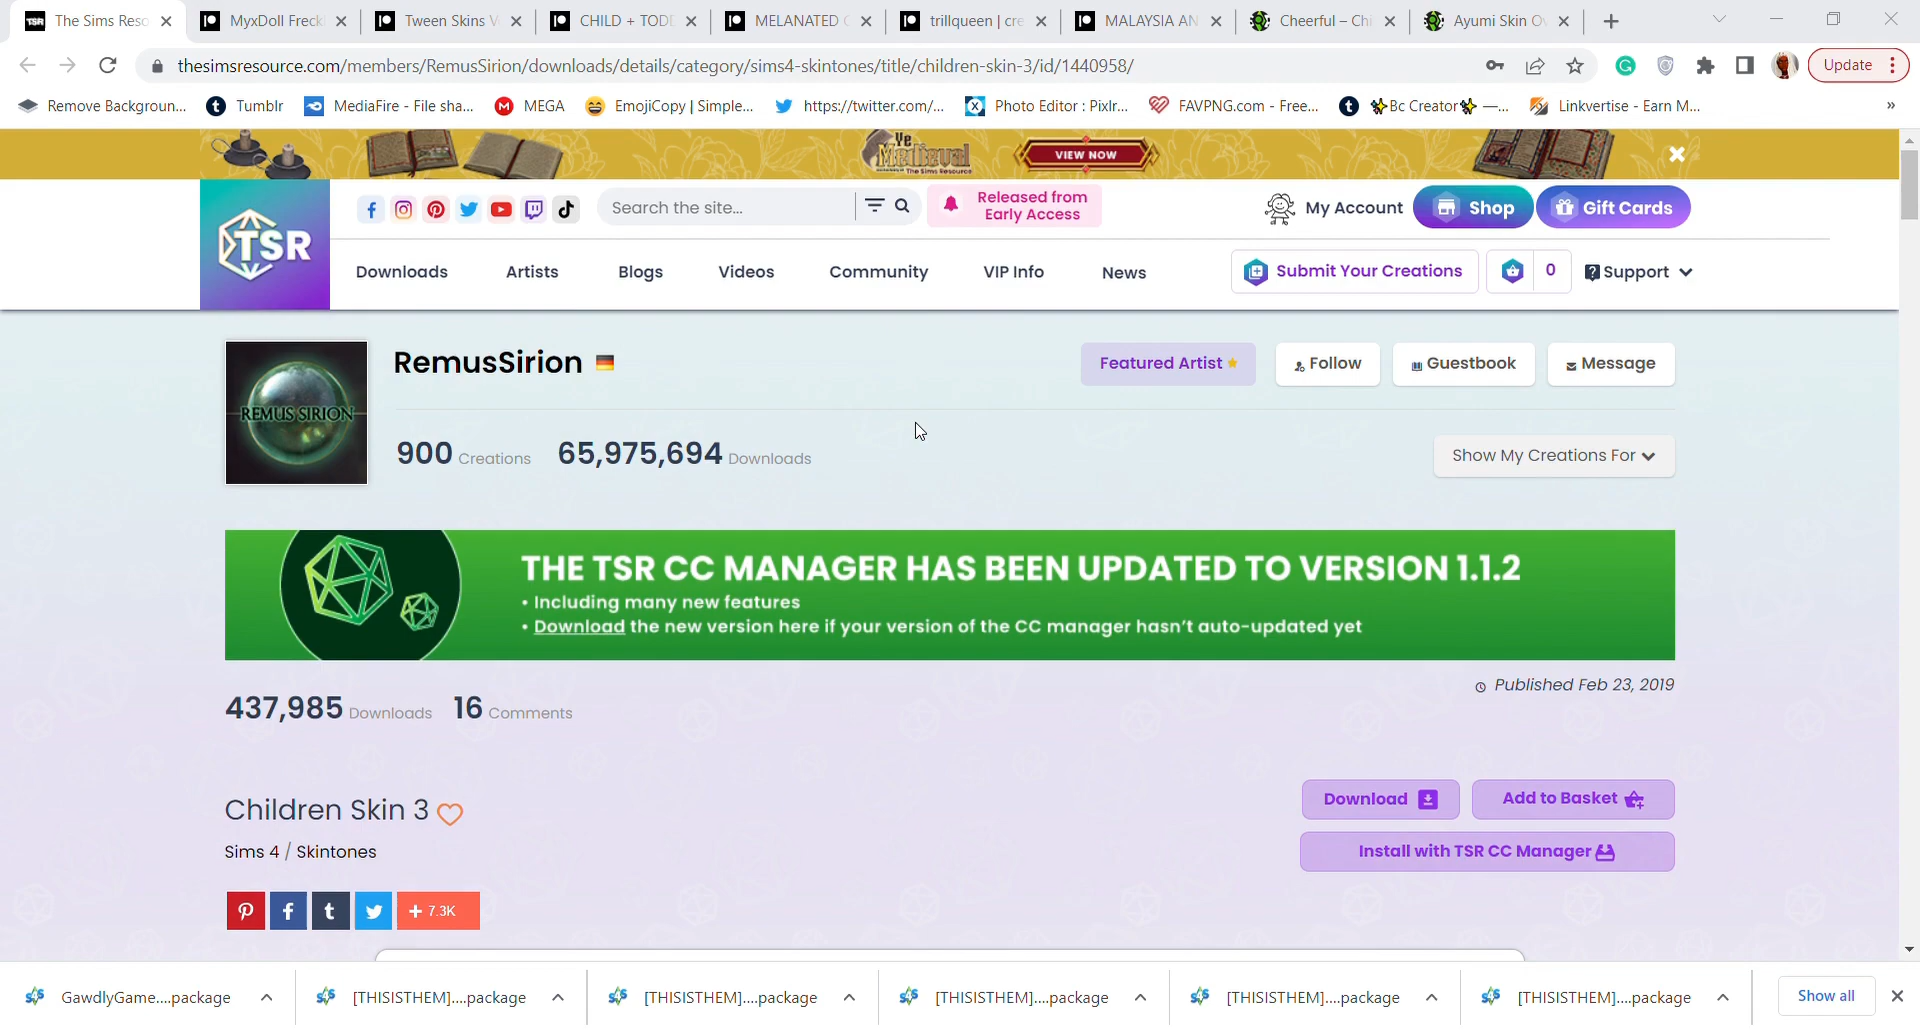 The Sims Reso
MyxDoll Freckl
Tween Skins V
CHILD + TODD
MELANATED C
trillqueen | cre
MALAYSIA AN
Cheerful – Chi
Ayumi Skin Ov
thesimsresource.com/members/RemusSirion/downloads/details/category/sims4-skintones/title/children-skin-3/id/1440958/
Update
Remove Backgroun...
Tumblr
MediaFire - File sha...
MEGA
EmojiCopy | Simple...
https://twitter.com/...
Photo Editor : Pixlr...
FAVPNG.com - Free...
✨Bc Creator✨ —...
Linkvertise - Earn M...
»
Ye Medieval
The Sims Resource
VIEW NOW
TSR
Search the site...
Released from
Early Access
My Account
Shop
Gift Cards
Downloads
Artists
Blogs
Videos
Community
VIP Info
News
Submit Your Creations
0
Support
REMUS SIRION
RemusSirion
Featured Artist
Follow
Guestbook
Message
900 Creations 65,975,694 Downloads
Show My Creations For
THE TSR CC MANAGER HAS BEEN UPDATED TO VERSION 1.1.2
• Including many new features
• Download the new version here if your version of the CC manager hasn't auto-updated yet
Published Feb 23, 2019
437,985 Downloads 16 Comments
Children Skin 3
Download
Add to Basket
Install with TSR CC Manager
Sims 4 / Skintones
+ 7.3K
GawdlyGame....package
[THISISTHEM]....package
[THISISTHEM]....package
[THISISTHEM]....package
[THISISTHEM]....package
[THISISTHEM]....package
Show all